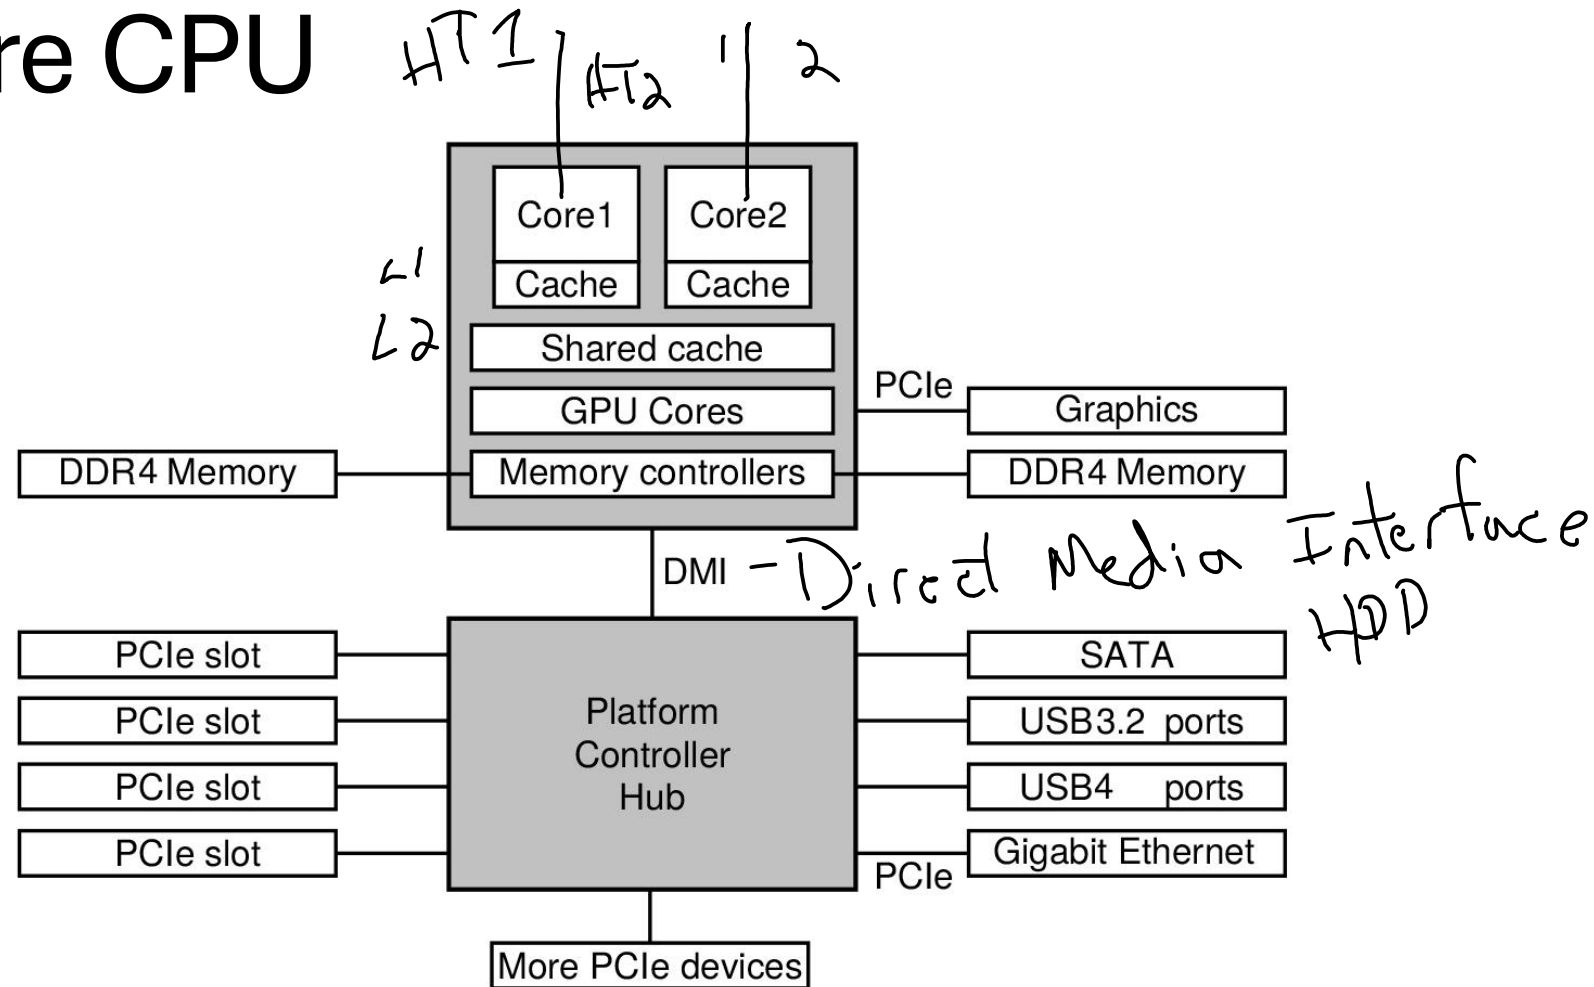 re CPU
HT1
HT2
1
2
Core1
Core2
L1
Cache
Cache
L2
Shared cache
PCIe
GPU Cores
Graphics
DDR4 Memory
Memory controllers
DDR4 Memory
DMI - Direct Media Interface
HDD
PCIe slot
SATA
PCIe slot
Platform
Controller
Hub
USB3.2 ports
PCIe slot
USB4 ports
PCIe slot
Gigabit Ethernet
PCIe
More PCIe devices